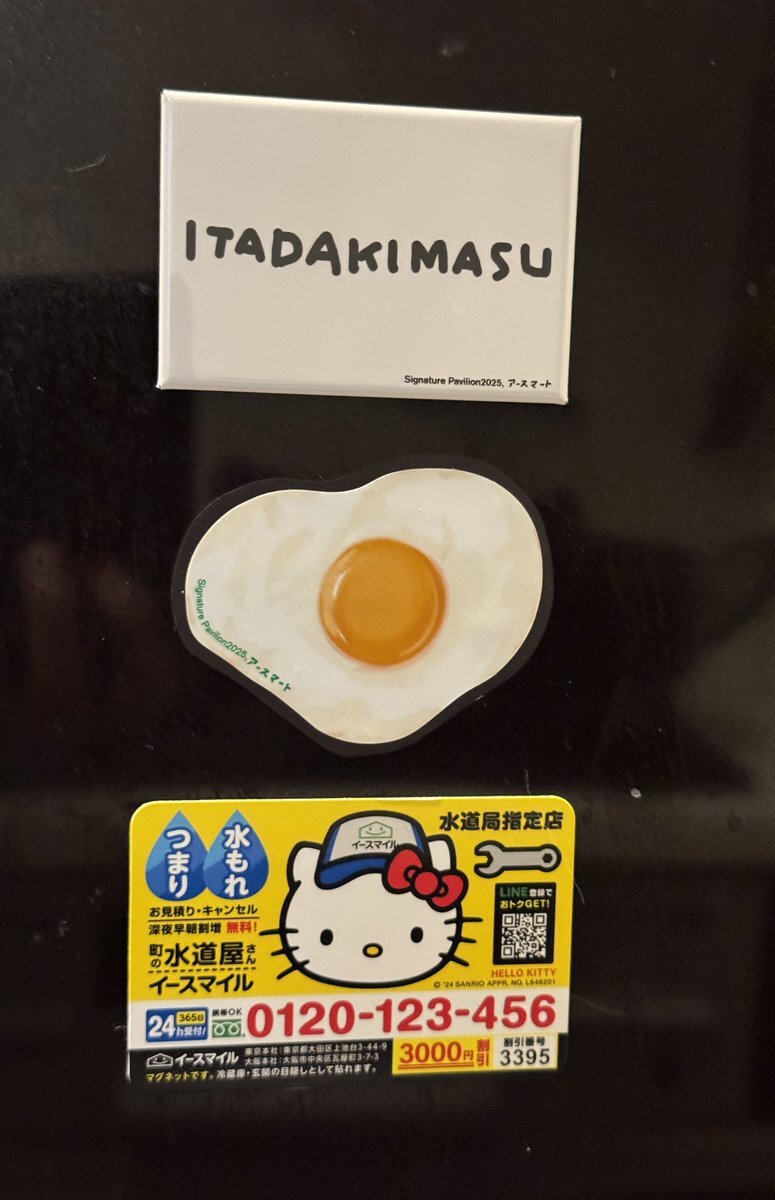 ITADAKIMASU
Signature Pavilion2025, アースマート
Signature Pavilion2025, アースマート
つまり
水もれ
イースマイル
水道局指定店
お見積り・キャンセル
深夜早朝割増 無料!
町の水道屋さん
イースマイル
LINE登録で
おトクGET!
HELLO KITTY
© '24 SANRIO APPR. NO. L646201
24h受付! 365日
携帯OK
0120-123-456
イースマイル
東京本社:東京都大田区上池台3-44-9
大阪本社:大阪市中央区瓦屋町3-7-3
マグネットです。冷蔵庫・玄関の目隠しとして貼れます。
3000円割引
割引番号
3395